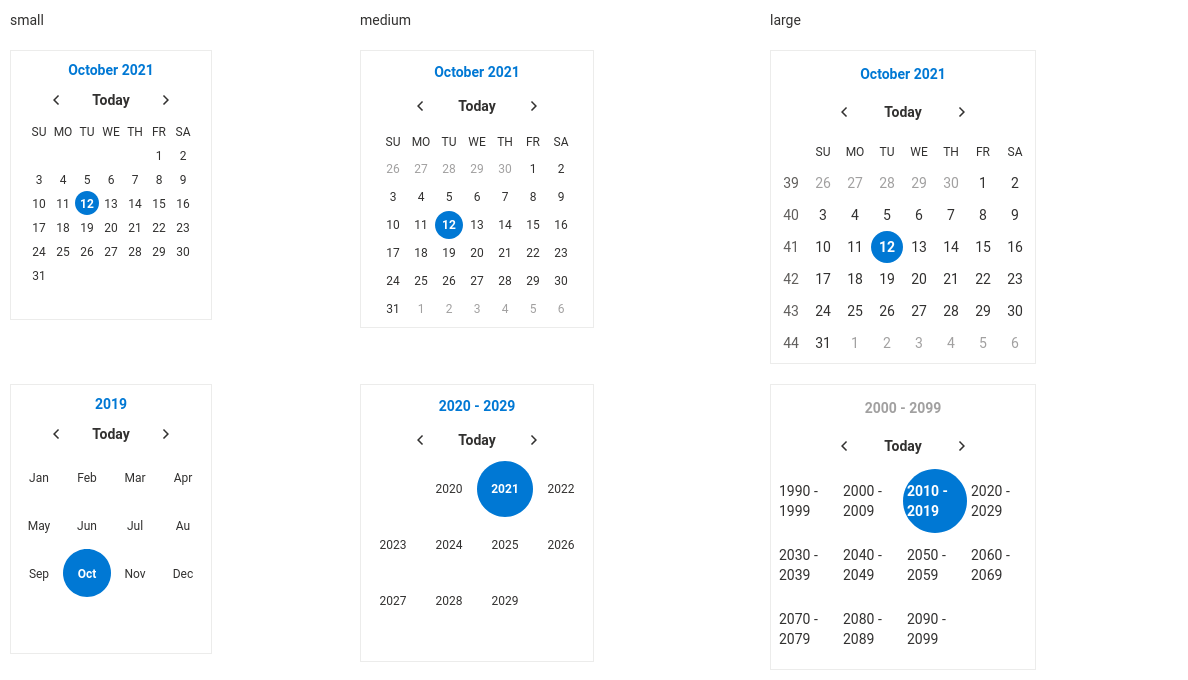 small
medium
large
October 2021
Today
SU MO TU WE TH FR SA
1 2
3 4 5 6 7 8 9
10 11 12 13 14 15 16
17 18 19 20 21 22 23
24 25 26 27 28 29 30
31
October 2021
Today
SU MO TU WE TH FR SA
26 27 28 29 30 1 2
3 4 5 6 7 8 9
10 11 12 13 14 15 16
17 18 19 20 21 22 23
24 25 26 27 28 29 30
31 1 2 3 4 5 6
October 2021
Today
SU MO TU WE TH FR SA
39 26 27 28 29 30 1 2
40 3 4 5 6 7 8 9
41 10 11 12 13 14 15 16
42 17 18 19 20 21 22 23
43 24 25 26 27 28 29 30
44 31 1 2 3 4 5 6
2019
Today
Jan Feb Mar Apr
May Jun Jul Au
Sep Oct Nov Dec
2020 - 2029
Today
2020 2021 2022
2023 2024 2025 2026
2027 2028 2029
2000 - 2099
Today
1990 - 2000 - 2010 - 2020 -
1999 2009 2019 2029
2030 - 2040 - 2050 - 2060 -
2039 2049 2059 2069
2070 - 2080 - 2090 -
2079 2089 2099